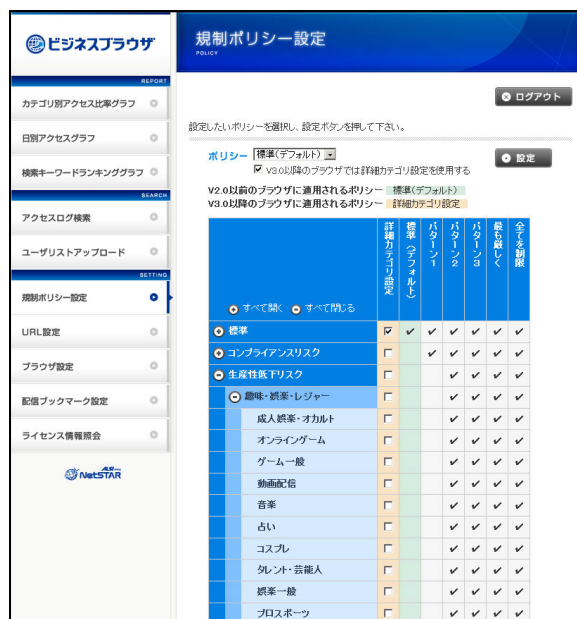 ビジネスブラウザ
規制ポリシー設定
POLICY
REPORT
カテゴリ別アクセス比率グラフ
日別アクセスグラフ
検索キーワードランキンググラフ
SEARCH
アクセスログ検索
ユーザリストアップロード
SETTING
規制ポリシー設定
URL設定
ブラウザ設定
配信ブックマーク設定
ライセンス情報照会
NetSTAR
ログアウト
設定したいポリシーを選択し、設定ボタンを押して下さい。
ポリシー 標準(デフォルト)
設定
V3.0以降のブラウザでは詳細カテゴリ設定を使用する
V2.0以前のブラウザに適用されるポリシー 標準(デフォルト)
V3.0以降のブラウザに適用されるポリシー 詳細カテゴリ設定
すべて開く すべて閉じる
詳細カテゴリ設定
標準(デフォルト)
パターン1
パターン2
パターン3
最も厳しく
全てを制限
標準
コンプライアンスリスク
生産性低下リスク
趣味・娯楽・レジャー
成人娯楽・オカルト
オンラインゲーム
ゲーム一般
動画配信
音楽
占い
コスプレ
タレント・芸能人
娯楽一般
プロスポーツ